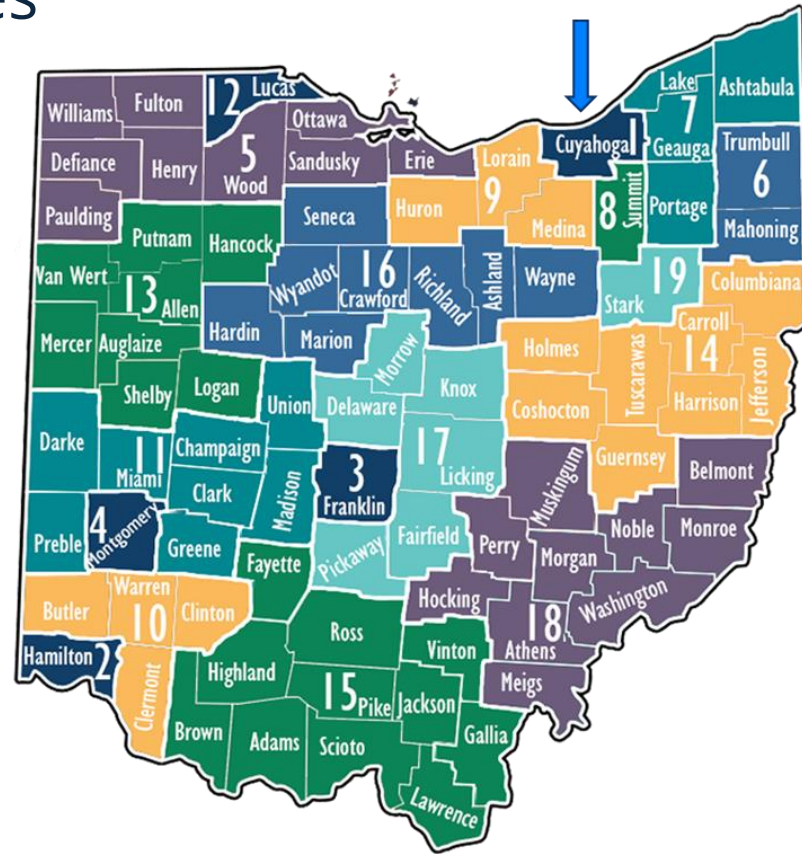 es
12 Lucas
Williams
Fulton
Ottawa
Defiance
Henry
5
Wood
Sandusky
Erie
Paulding
Lorain
9
Huron
Medina
Cuyahoga 1
Lake
7
Geauga
Ashtabula
Trumbull
6
Mahoning
8
Summit
Portage
Putnam
Hancock
Seneca
Van Wert
13
Allen
Wyandot
16
Crawford
Richland
Ashland
Wayne
Stark
19
Columbiana
Mercer
Auglaize
Hardin
Marion
Morrow
Holmes
Tuscarawas
Carroll
14
Harrison
Jefferson
Shelby
Logan
Union
Delaware
Knox
Coshocton
Darke
11
Miami
Champaign
Clark
Madison
3
Franklin
17
Licking
Muskingum
Guernsey
Belmont
Preble
4
Montgomery
Greene
Fayette
Pickaway
Fairfield
Perry
Morgan
Noble
Monroe
Butler
Warren
10
Clinton
Hocking
18
Athens
Washington
Hamilton 2
Clermont
Ross
Vinton
Meigs
Highland
15
Pike
Jackson
Gallia
Brown
Adams
Scioto
Lawrence